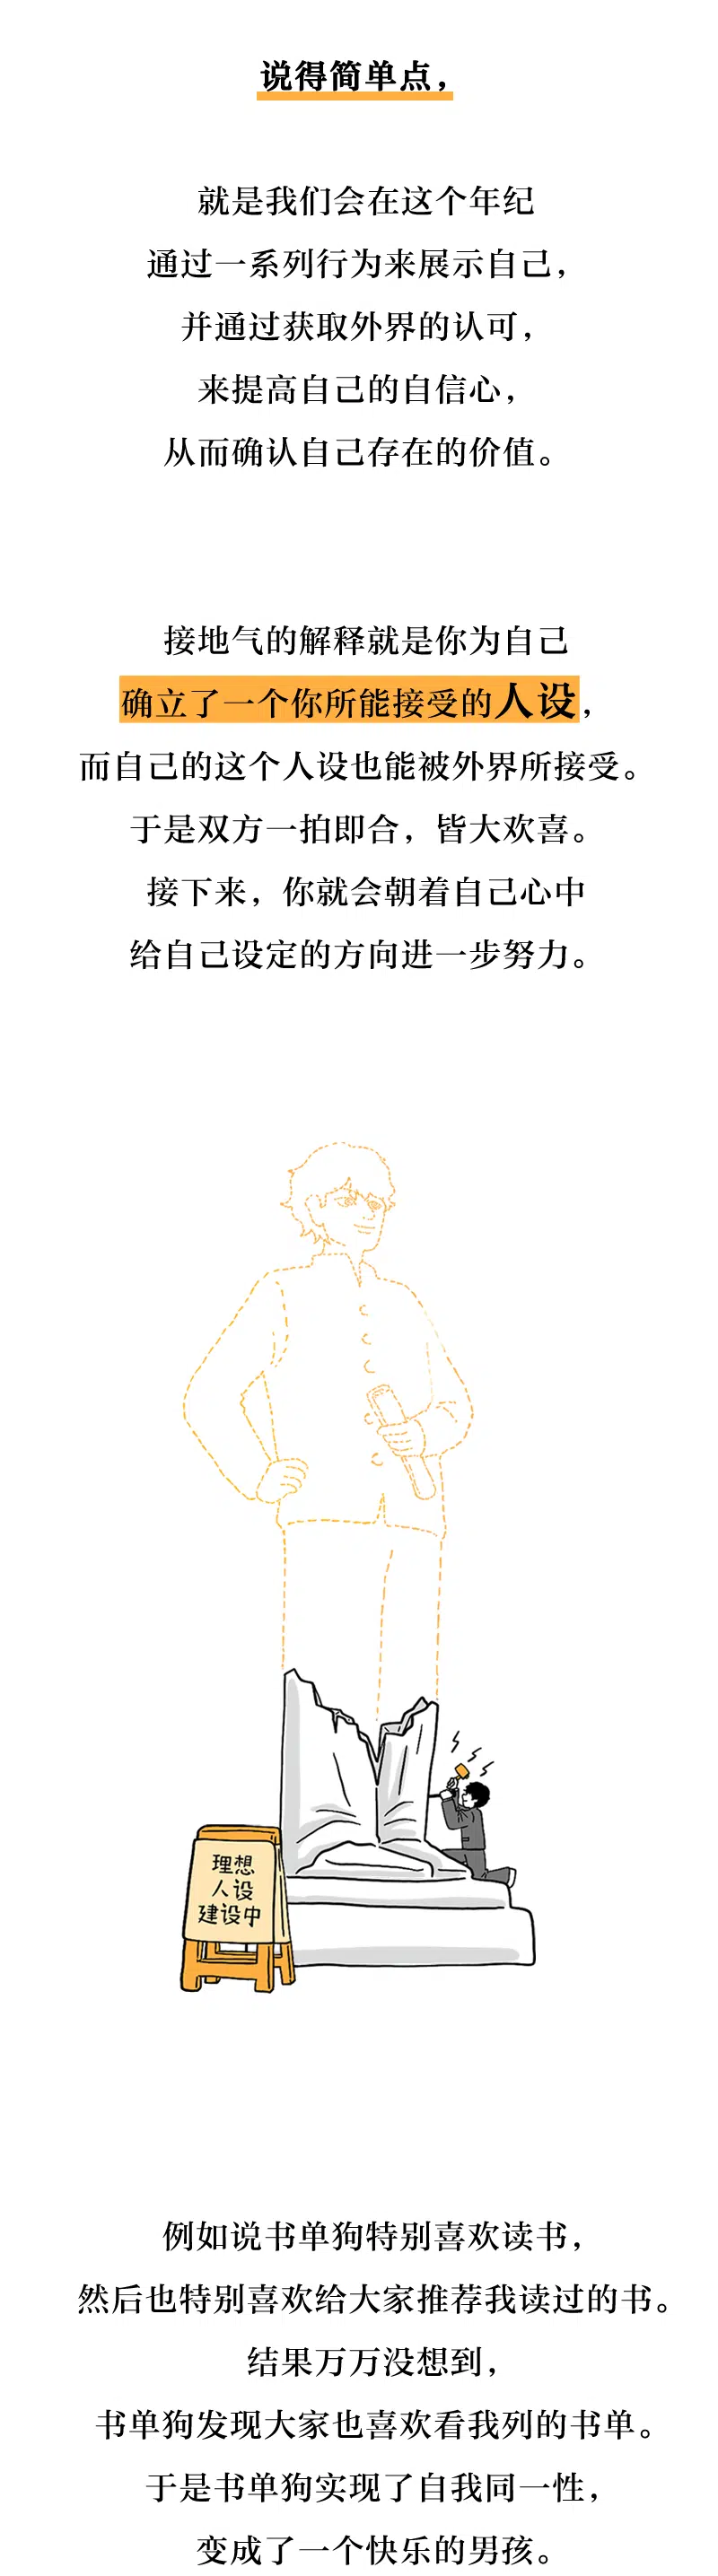 说得简单点，
就是我们会在这个年纪
通过一系列行为来展示自己，
并通过获取外界的认可，
来提高自己的自信心，
从而确认自己存在的价值。
接地气的解释就是你为自己
确立了一个你所能接受的人设，
而自己的这个人设也能被外界所接受。
于是双方一拍即合，皆大欢喜。
接下来，你就会朝着自己心中
给自己设定的方向进一步努力。
理想
人设
建设中
例如说书单狗特别喜欢读书，
然后也特别喜欢给大家推荐我读过的书。
结果万万没想到，
书单狗发现大家也喜欢看我列的书单。
于是书单狗实现了自我同一性，
变成了一个快乐的男孩。